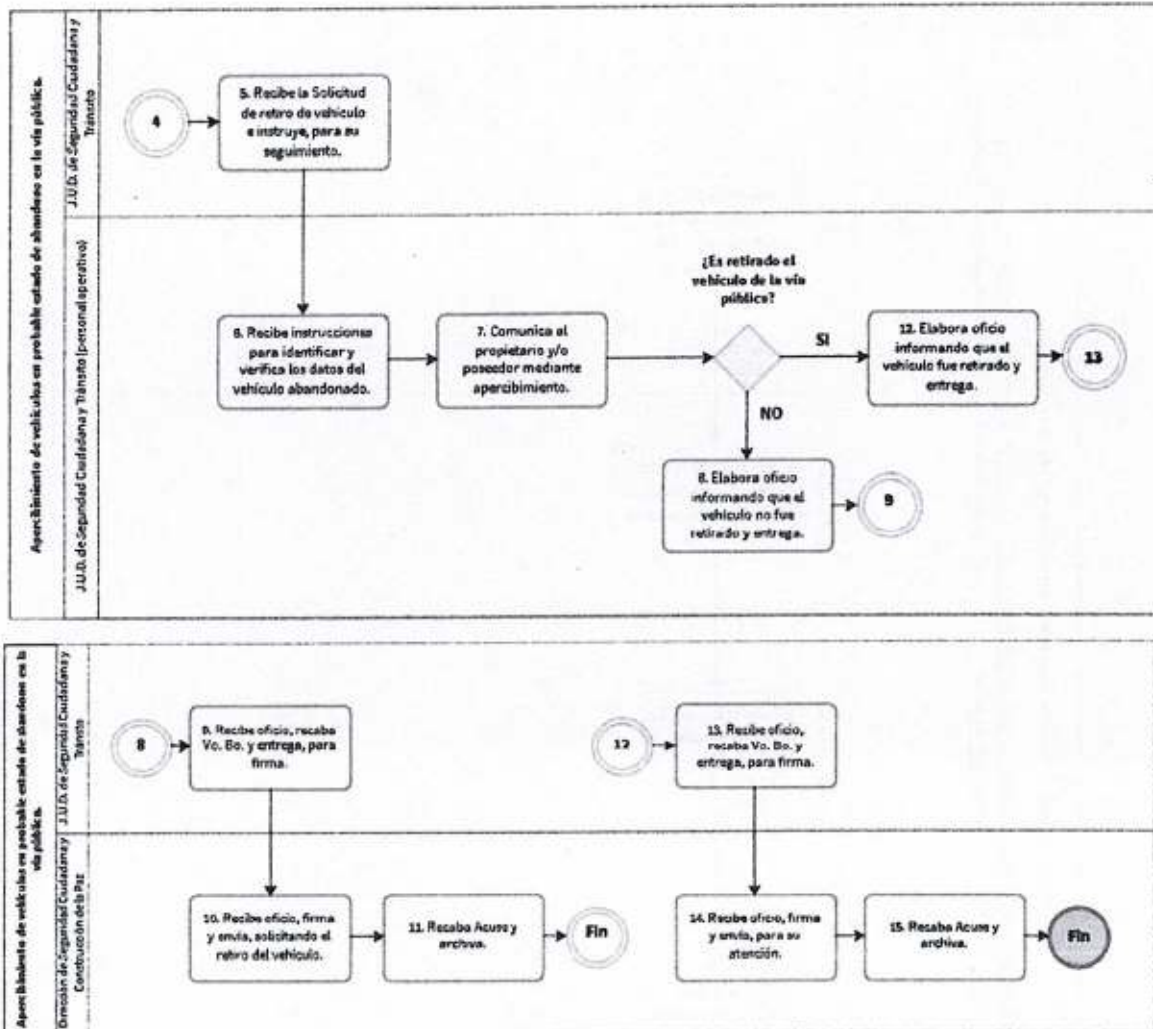 Apercibimiento de vehículos en probable estado de abandono en la vía pública.
J.U.D. de Seguridad Ciudadana y
Tránsito
4
5. Recibe la Solicitud
de retiro de vehículo
e instruye, para su
seguimiento.
J.U.D. de Seguridad Ciudadana y Tránsito (personal operativo)
6. Recibe instrucciones
para identificar y
verifica los datos del
vehículo abandonado.
7. Comunica al
propietario y/o
poseedor mediante
apercibimiento.
¿Es retirado el
vehículo de la vía
pública?
SI
12. Elabora oficio
informando que el
vehículo fue retirado y
entrega.
13
NO
8. Elabora oficio
informando que el
vehículo no fue
retirado y entrega.
9
Apercibimiento de vehículos en probable estado de abandono en la
vía pública.
J.U.D. de Seguridad Ciudadana y
Tránsito
8
9. Recibe oficio, recaba
Vo. Bo. y entrega, para
firma.
12
13. Recibe oficio,
recaba Vo. Bo. y
entrega, para firma.
Dirección de Seguridad Ciudadana y
Construcción de la Paz
10. Recibe oficio, firma
y envía, solicitando el
retiro del vehículo.
11. Recaba Acuse y
archiva.
Fin
14. Recibe oficio, firma
y envía, para su
atención.
15. Recaba Acuse y
archiva.
Fin